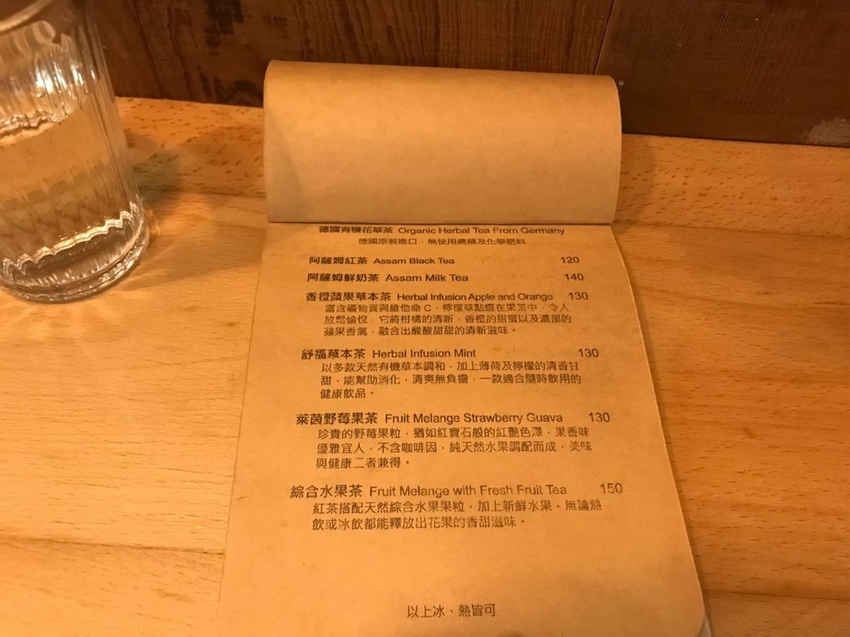 德國有機花草茶 Organic Herbal Tea From Germany
德國原裝進口，無使用農藥及化學肥料
阿薩姆紅茶 Assam Black Tea 120
阿薩姆鮮奶茶 Assam Milk Tea 140
香橙蘋果草本茶 Herbal Infusion Apple and Orango 130
富含礦物質與維他命 C，檸檬草點綴在果茶中，令人
放鬆愉悅，它將柑橘的清新，香橙的甜蜜以及濃郁的
蘋果香氣，融合出酸酸甜甜的清新滋味。
舒福草本茶 Herbal Infusion Mint 130
以多款天然有機草本調和，加上薄荷及檸檬的清香甘
甜，能幫助消化，清爽無負擔，一款適合隨時飲用的
健康飲品。
萊茵野莓果茶 Fruit Melange Strawberry Guava 130
珍貴的野莓果粒，猶如紅寶石般的紅艷色澤，果香味
優雅宜人，不含咖啡因，純天然水果調配而成，美味
與健康二者兼得。
綜合水果茶 Fruit Melange with Fresh Fruit Tea 150
紅茶搭配天然綜合水果果粒，加上新鮮水果、無論熱
飲或冰飲都能釋放出花果的香甜滋味。
以上冰、熱皆可